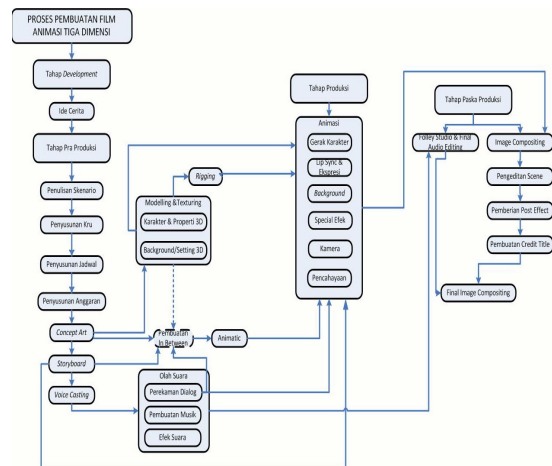 PROSES PEMBUATAN FILM
ANIMASI TIGA DIMENSI
Tahap Development
Ide Cerita
Tahap Pra Produksi
Penulisan Skenario
Penyusunan Kru
Penyusunan Jadwal
Penyusunan Anggaran
Concept Art
Storyboard
Voice Casting
Rigging
Modelling &Texturing
Karakter & Properti 3D
Background/Setting 3D
Pembuatan
In Between
Animatic
Olah Suara
Perekaman Dialog
Pembuatan Musik
Efek Suara
Tahap Produksi
Animasi
Gerak Karakter
Lip Sync &
Ekspresi
Background
Special Efek
Kamera
Pencahayaan
Tahap Paska Produksi
Folley Studio & Final
Audio Editing
Image Compositing
Pengeditan Scene
Pemberian Post Effect
Pembuatan Credit Title
Final Image Compositing